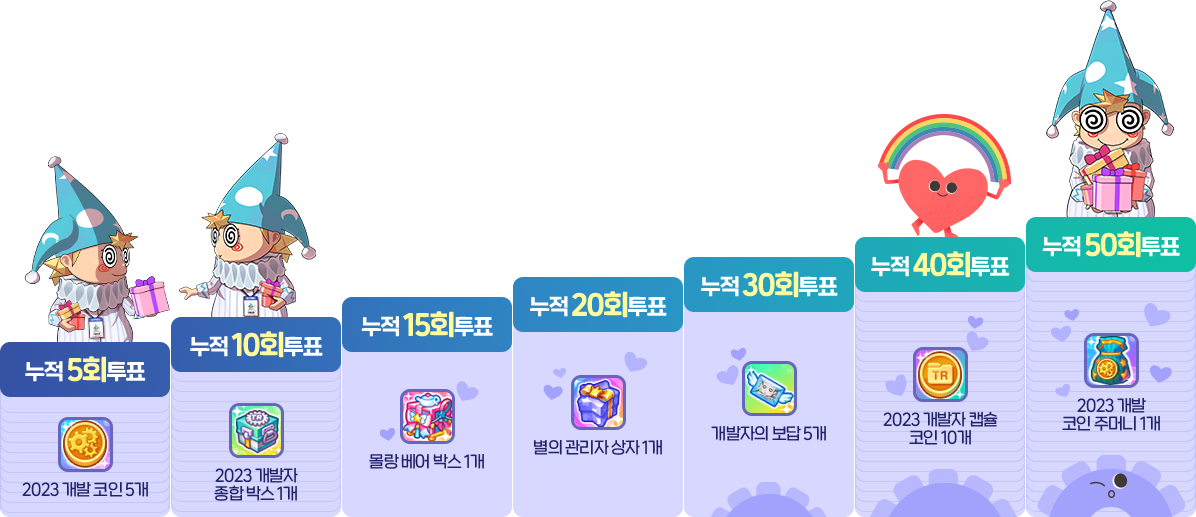 누적 5회투표
2023 개발 코인 5개
누적 10회투표
2023 개발자
종합 박스 1개
누적 15회투표
몰랑 베어 박스 1개
누적 20회투표
별의 관리자 상자 1개
누적 30회투표
개발자의 보답 5개
누적 40회투표
TR
2023 개발자 캡슐
코인 10개
누적 50회투표
2023 개발
코인 주머니 1개